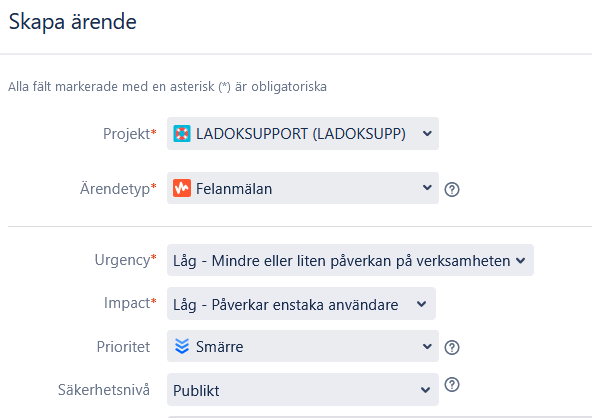 Skapa ärende
Alla fält markerade med en asterisk (*) är obligatoriska
Projekt* LADOKSUPPORT (LADOKSUPP)
Ärendetyp* Felanmälan
Urgency* Låg - Mindre eller liten påverkan på verksamheten
Impact* Låg - Påverkar enstaka användare
Prioritet Smärre
Säkerhetsnivå Publikt